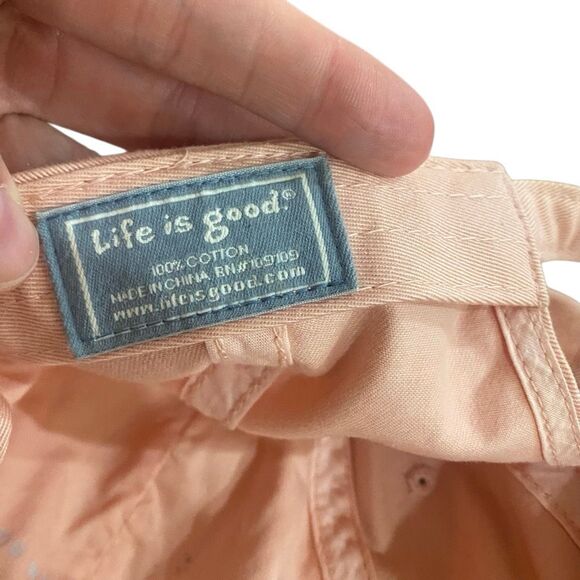 Life is good.®
100% COTTON
MADE IN CHINA RN#109109
www.lifeisgood.com